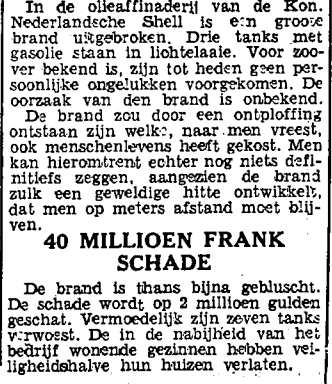 In de olieaffinaderij van de Kon.
Nederlandsche Shell is een groote
brand uitgebroken. Drie tanks met
gasolie staan in lichtelaaie. Voor zoo-
ver bekend is, zijn tot heden geen per-
soonlijke ongelukken voorgekomen. De
oorzaak van den brand is onbekend.
De brand zou door een ontploffing
ontstaan zijn welke, naar men vreest,
ook menschenlevens heeft gekost. Men
kan hieromtrent echter nog niets defi-
nitiefs zeggen, aangezien de brand
zulk een geweldige hitte ontwikkelt,
dat men op meters afstand moet blij-
ven.
40 MILLIOEN FRANK
SCHADE
De brand is thans bijna gebluscht.
De schade wordt op 2 millioen gulden
geschat. Vermoedelijk zijn zeven tanks
verwoest. De in de nabijheid van het
bedrijf wonende gezinnen hebben vei-
ligheidshalve hun huizen verlaten.